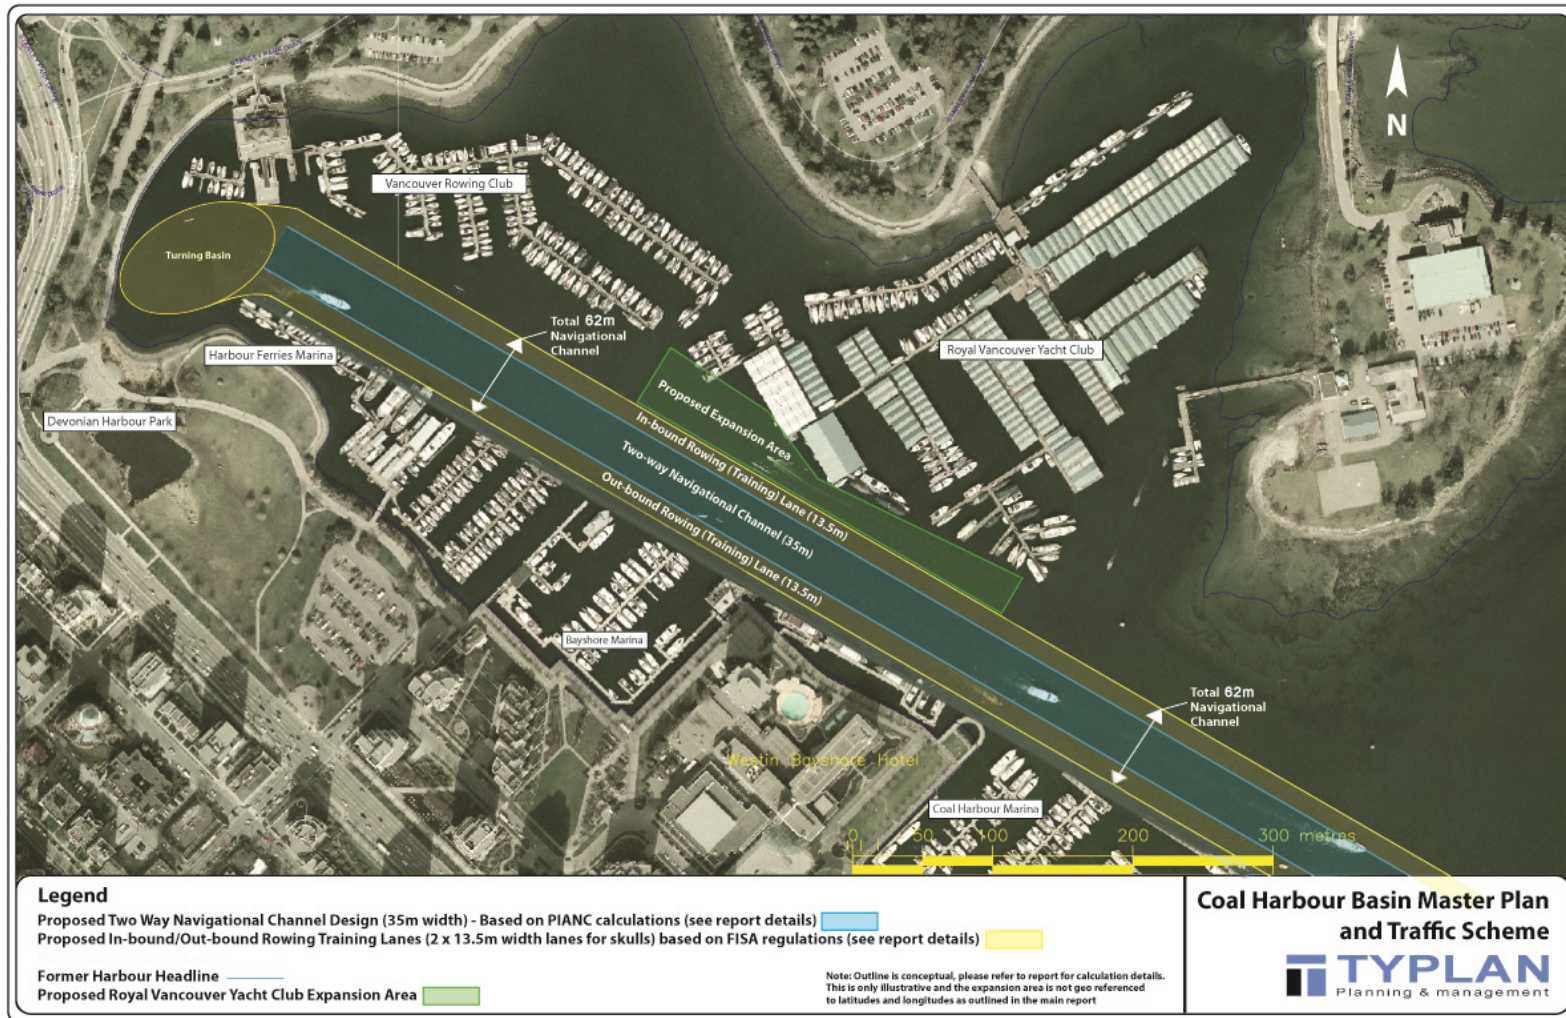 N
Vancouver Rowing Club
Turning Basin
Total 62m
Navigational
Channel
Harbour Ferries Marina
Royal Vancouver Yacht Club
Devonian Harbour Park
Proposed Expansion Area
In-bound Rowing (Training) Lane (13.5m)
Two-way Navigational Channel (35m)
Out-bound Rowing (Training) Lane (13.5m)
Bayshore Marina
Total 62m
Navigational
Channel
Westin Bayshore Hotel
Coal Harbour Marina
0 50 100 200 300 metres
Legend
Proposed Two Way Navigational Channel Design (35m width) - Based on PIANC calculations (see report details)
Proposed In-bound/Out-bound Rowing Training Lanes (2 x 13.5m width lanes for skulls) based on FISA regulations (see report details)
Former Harbour Headline
Proposed Royal Vancouver Yacht Club Expansion Area
Note: Outline is conceptual, please refer to report for calculation details.
This is only illustrative and the expansion area is not geo referenced
to latitudes and longitudes as outlined in the main report
Coal Harbour Basin Master Plan
and Traffic Scheme
TYPLAN
Planning & management